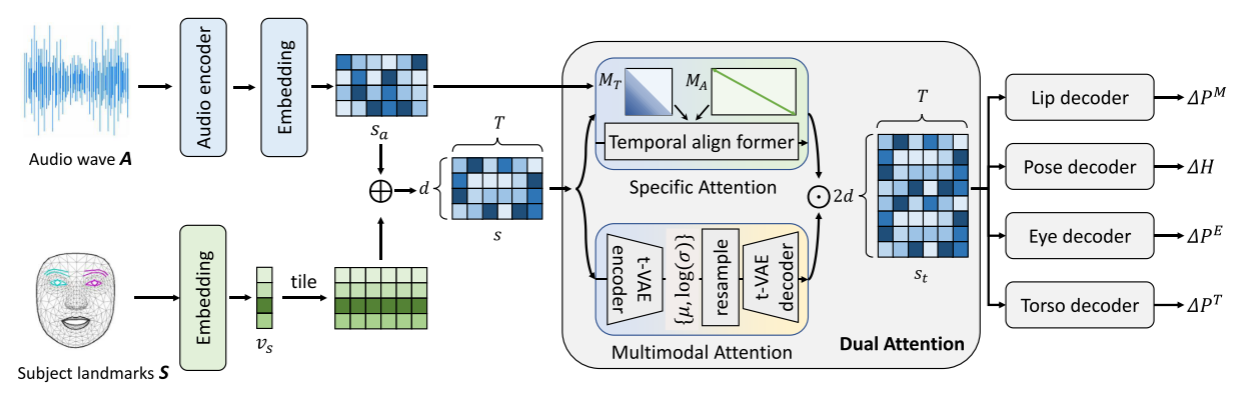 Audio wave A
Audio encoder
Embedding
s_a
Subject landmarks S
Embedding
v_s
tile
⊕
T
d
s
M_T
M_A
Temporal align former
Specific Attention
t-VAE encoder
{μ, log(σ)}
resample
t-VAE decoder
Multimodal Attention
⊙
2d
T
s_t
Dual Attention
Lip decoder
ΔP^M
Pose decoder
ΔH
Eye decoder
ΔP^E
Torso decoder
ΔP^T